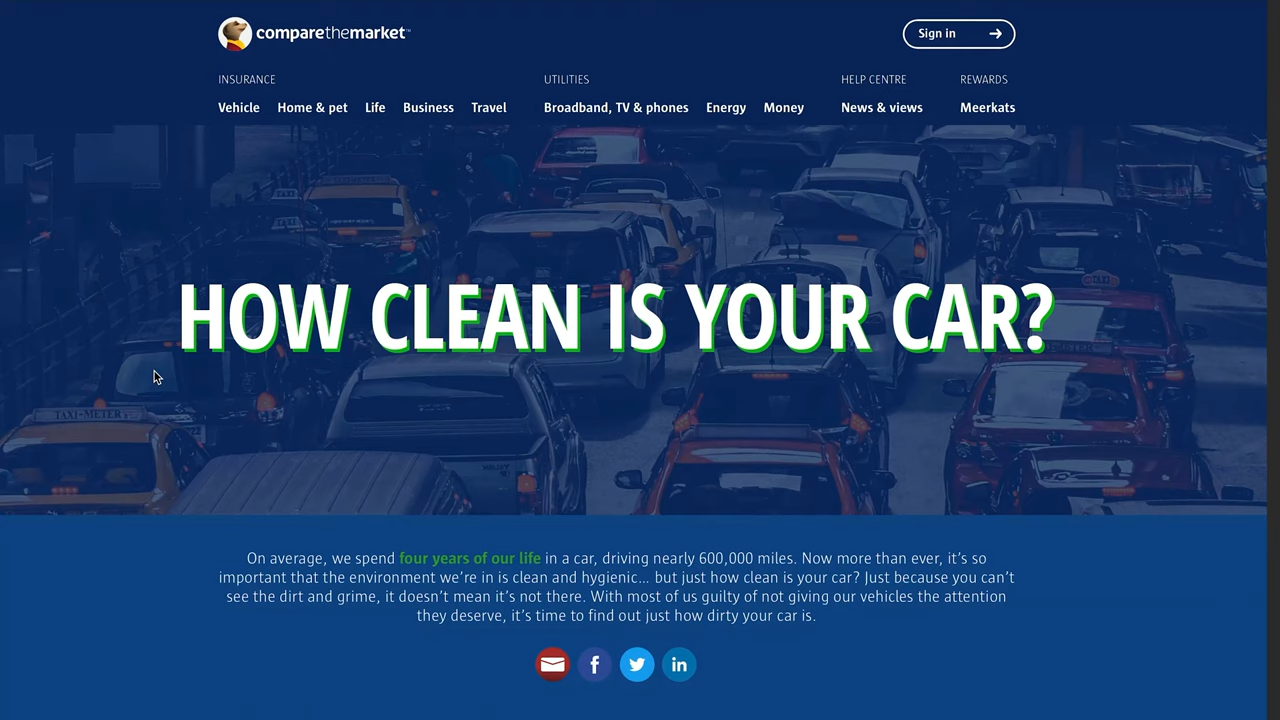 comparethemarket™
Sign in
INSURANCE
UTILITIES
HELP CENTRE
REWARDS
Vehicle
Home & pet
Life
Business
Travel
Broadband, TV & phones
Energy
Money
News & views
Meerkats
HOW CLEAN IS YOUR CAR?
TAXI-METER
On average, we spend four years of our life in a car, driving nearly 600,000 miles. Now more than ever, it’s so
important that the environment we’re in is clean and hygienic... but just how clean is your car? Just because you can’t
see the dirt and grime, it doesn’t mean it’s not there. With most of us guilty of not giving our vehicles the attention
they deserve, it’s time to find out just how dirty your car is.
f
in